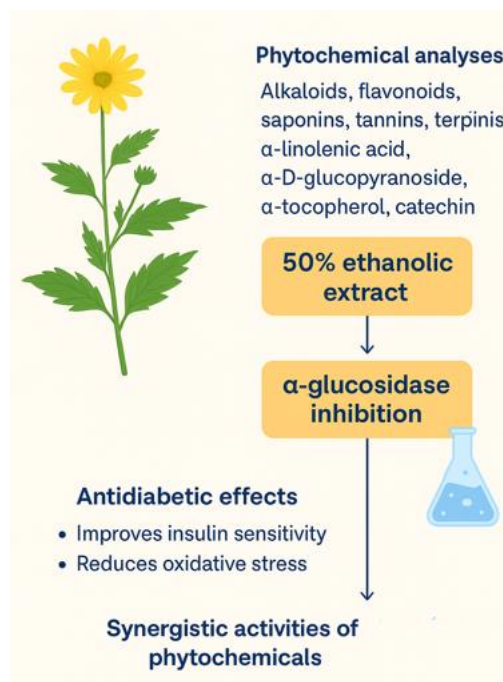 Phytochemical analyses
Alkaloids, flavonoids,
saponins, tannins, terpinis
α-linolenic acid,
α-D-glucopyranoside,
α-tocopherol, catechin
50% ethanolic
extract
α-glucosidase
inhibition
Antidiabetic effects
• Improves insulin sensitivity
• Reduces oxidative stress
Synergistic activities of
phytochemicals